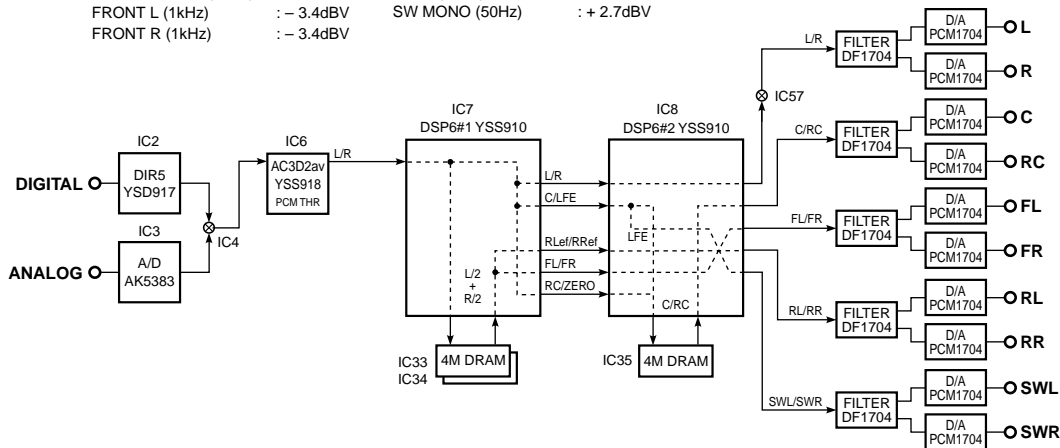 FRONT L (1kHz) : – 3.4dBV SW MONO (50Hz) : + 2.7dBV
FRONT R (1kHz) : – 3.4dBV
IC2
DIGITAL
DIR5
YSD917
IC3
ANALOG
A/D
AK5383
IC4
IC6
AC3D2av
YSS918
PCM THR
L/R
IC7
DSP6#1 YSS910
L/2
+
R/2
L/R
C/LFE
RLef/RRef
FL/FR
RC/ZERO
IC33
IC34
4M DRAM
IC8
DSP6#2 YSS910
LFE
C/RC
IC35
4M DRAM
IC57
L/R
C/RC
FL/FR
RL/RR
SWL/SWR
FILTER
DF1704
D/A
PCM1704
L
D/A
PCM1704
R
FILTER
DF1704
D/A
PCM1704
C
D/A
PCM1704
RC
FILTER
DF1704
D/A
PCM1704
FL
D/A
PCM1704
FR
FILTER
DF1704
D/A
PCM1704
RL
D/A
PCM1704
RR
FILTER
DF1704
D/A
PCM1704
SWL
D/A
PCM1704
SWR